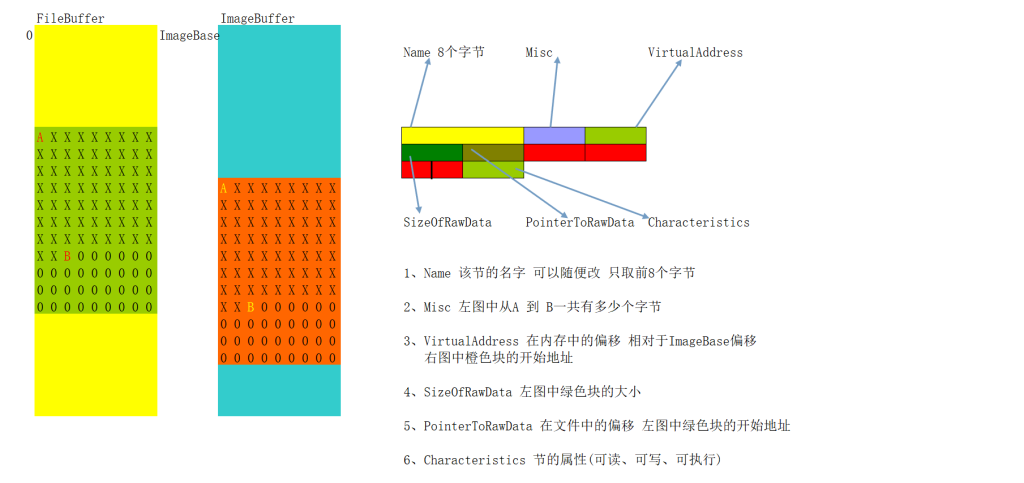 FileBuffer
ImageBuffer
0
ImageBase
A X X X X X X X X
X X X X X X X X X
X X X X X X X X X
X X X X X X X X X
X X X X X X X X X
X X X X X X X X X
X X X X X X X X X
X X B 0 0 0 0 0 0
0 0 0 0 0 0 0 0 0
0 0 0 0 0 0 0 0 0
0 0 0 0 0 0 0 0 0
A X X X X X X X X
X X X X X X X X X
X X X X X X X X X
X X X X X X X X X
X X X X X X X X X
X X X X X X X X X
X X X X X X X X X
X X B 0 0 0 0 0 0
0 0 0 0 0 0 0 0 0
0 0 0 0 0 0 0 0 0
0 0 0 0 0 0 0 0 0
Name 8个字节
Misc
VirtualAddress
SizeOfRawData
PointerToRawData
Characteristics
1、Name 该节的名字 可以随便改 只取前8个字节
2、Misc 左图中从A 到 B一共有多少个字节
3、VirtualAddress 在内存中的偏移 相对于ImageBase偏移
右图中橙色块的开始地址
4、SizeOfRawData 左图中绿色块的大小
5、PointerToRawData 在文件中的偏移 左图中绿色块的开始地址
6、Characteristics 节的属性(可读、可写、可执行)